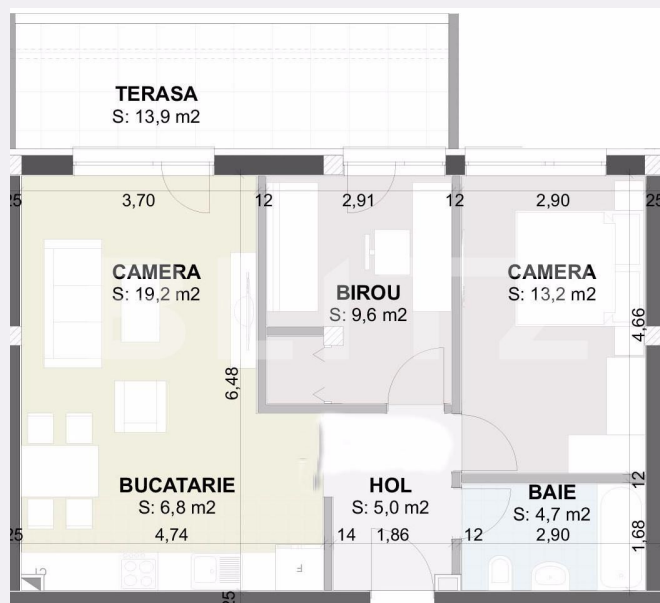 TERASA
S: 13,9 m2
25
3,70
12
2,91
12
2,90
25
CAMERA
S: 19,2 m2
BIROU
S: 9,6 m2
CAMERA
S: 13,2 m2
BLITZ
4,66
6,48
BUCATARIE
S: 6,8 m2
HOL
S: 5,0 m2
BAIE
S: 4,7 m2
12
25
4,74
14
1,86
12
2,90
1,68
F
25